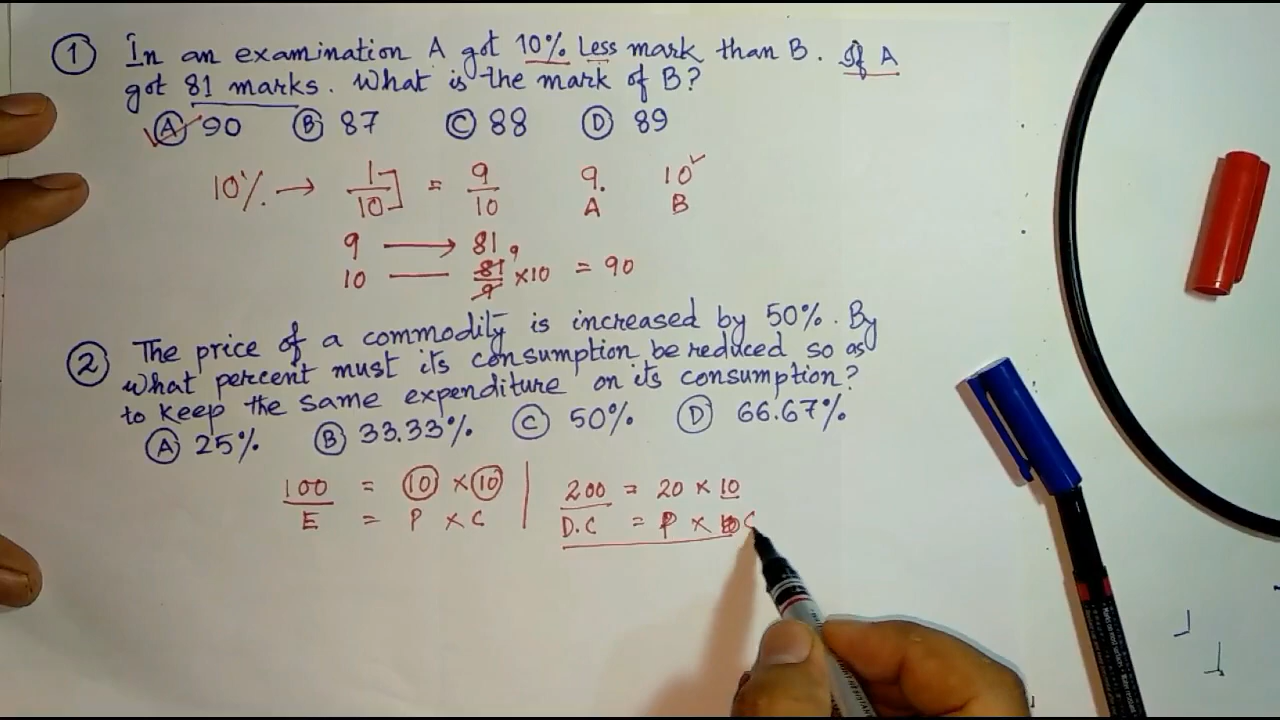 ① In an examination A got 10% Less mark than B. If A
got 81 marks. What is the mark of B?
Ⓐ 90 Ⓑ 87 Ⓒ 88 Ⓓ 89
10% → 1/10 = 9/10 9 10
A B
9 → 81
10 — 81/9 9 ×10 = 90
② The price of a commodity is increased by 50%. By
what percent must its consumption be reduced so as
to keep the same expenditure on its consumption?
Ⓐ 25% Ⓑ 33.33% Ⓒ 50% Ⓓ 66.67%
100 = 10 × 10 | 200 = 20 × 10
E = P × C | D.C = P × C